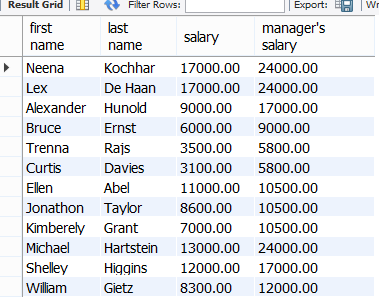 Result Grid Filter Rows: Export: Wr
first name last name salary manager's salary
Neena Kochhar 17000.00 24000.00
Lex De Haan 17000.00 24000.00
Alexander Hunold 9000.00 17000.00
Bruce Ernst 6000.00 9000.00
Trenna Rajs 3500.00 5800.00
Curtis Davies 3100.00 5800.00
Ellen Abel 11000.00 10500.00
Jonathon Taylor 8600.00 10500.00
Kimberely Grant 7000.00 10500.00
Michael Hartstein 13000.00 24000.00
Shelley Higgins 12000.00 17000.00
William Gietz 8300.00 12000.00